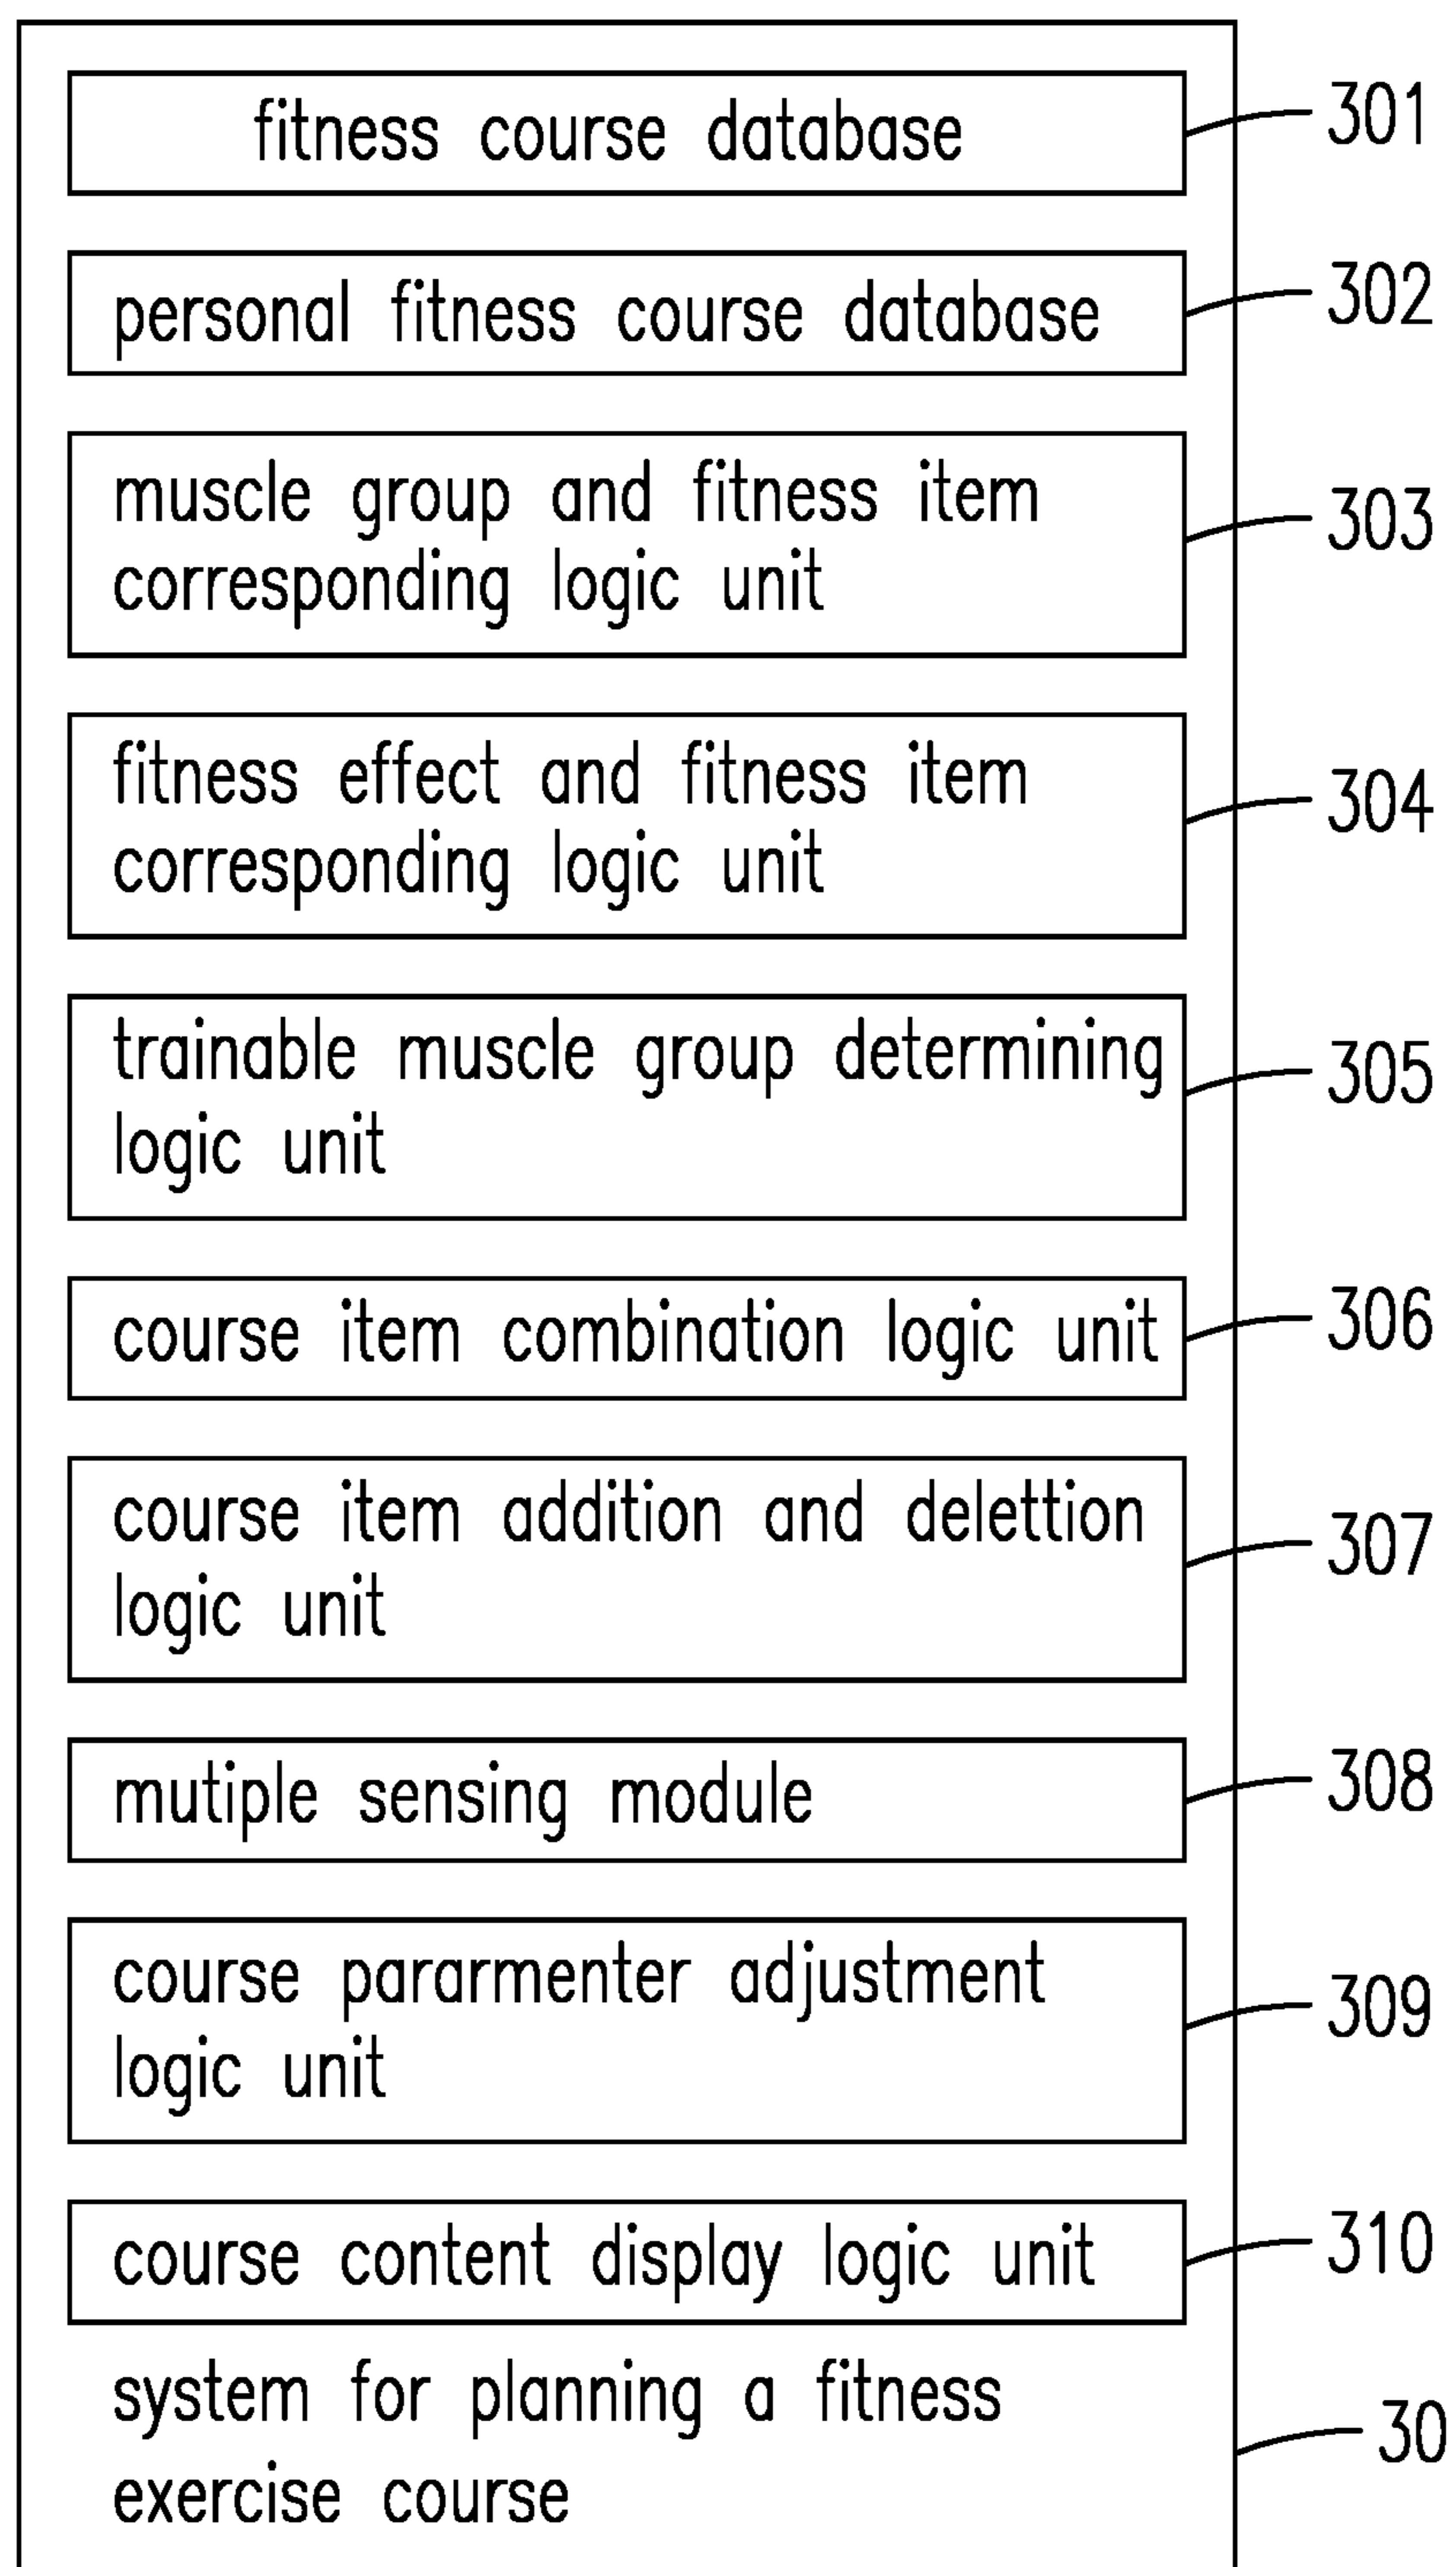 fitness course database 301
personal fitness course database 302
muscle group and fitness item
corresponding logic unit
303
fitness effect and fitness item
corresponding logic unit
304
trainable muscle group determining
logic unit
305
course item combination logic unit 306
course item addition and delettion
logic unit
307
mutiple sensing module 308
course pararmenter adjustment
logic unit
309
course content display logic unit 310
system for planning a fitness
exercise course
30